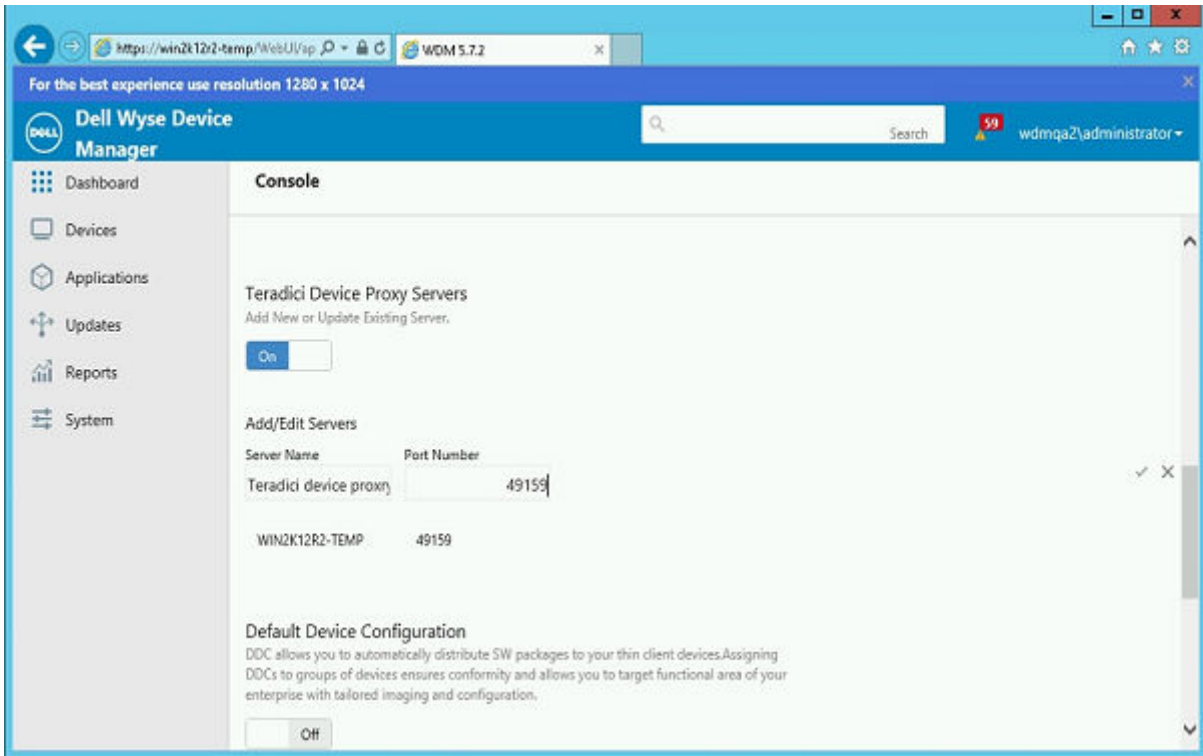 https://win2k12r2-temp/WebUI/ap
WDM 5.7.2
For the best experience use resolution 1280 x 1024
DELL
Dell Wyse Device
Manager
Search
59
wdmqa2\administrator
Dashboard
Devices
Applications
Updates
Reports
System
Console
Teradici Device Proxy Servers
Add New or Update Existing Server.
On
Add/Edit Servers
Server Name Port Number
Teradici device proxy 49159
WIN2K12R2-TEMP 49159
Default Device Configuration
DDC allows you to automatically distribute SW packages to your thin client devices.Assigning
DDCs to groups of devices ensures conformity and allows you to target functional area of your
enterprise with tailored imaging and configuration.
Off